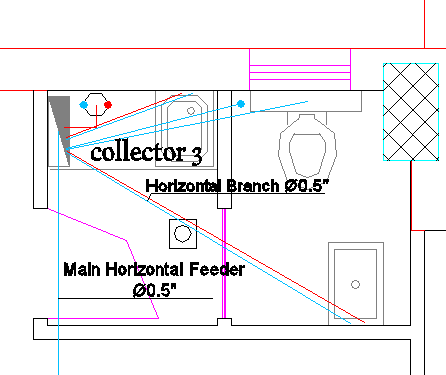 collector 3
Horizontal Branch Ø0.5"
Main Horizontal Feeder
Ø0.5"